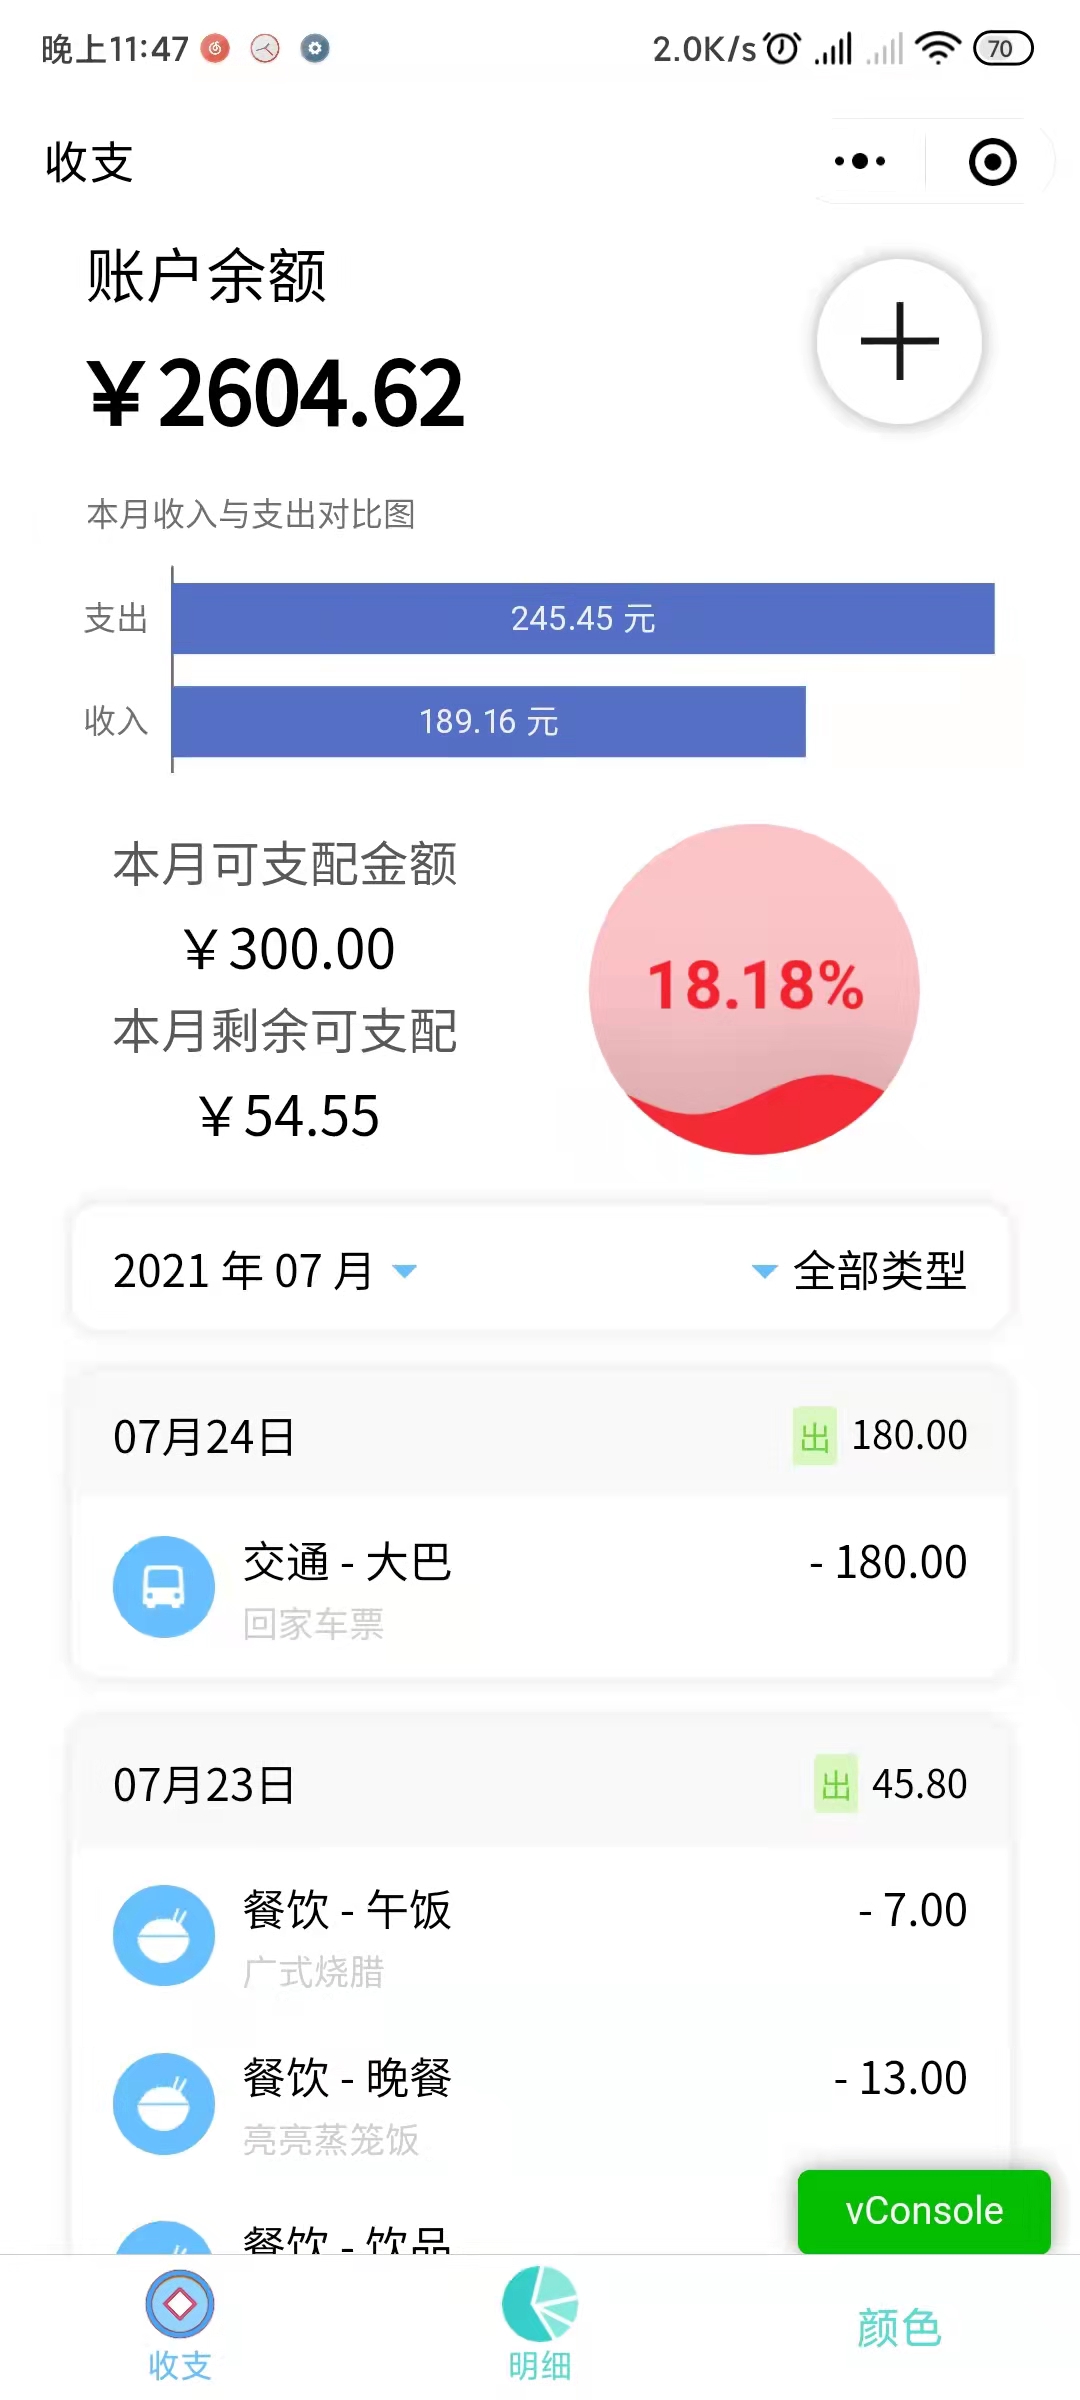 晚上11:47 2.0K/s 70
收支
账户余额
￥2604.62
本月收入与支出对比图
支出 245.45 元
收入 189.16 元
本月可支配金额
￥300.00
18.18%
本月剩余可支配
￥54.55
2021 年 07 月 全部类型
07月24日 出 180.00
交通 - 大巴 - 180.00
回家车票
07月23日 出 45.80
餐饮 - 午饭 - 7.00
广式烧腊
餐饮 - 晚餐 - 13.00
亮亮蒸笼饭
vConsole
餐饮 - 饮品
收支 明细 颜色